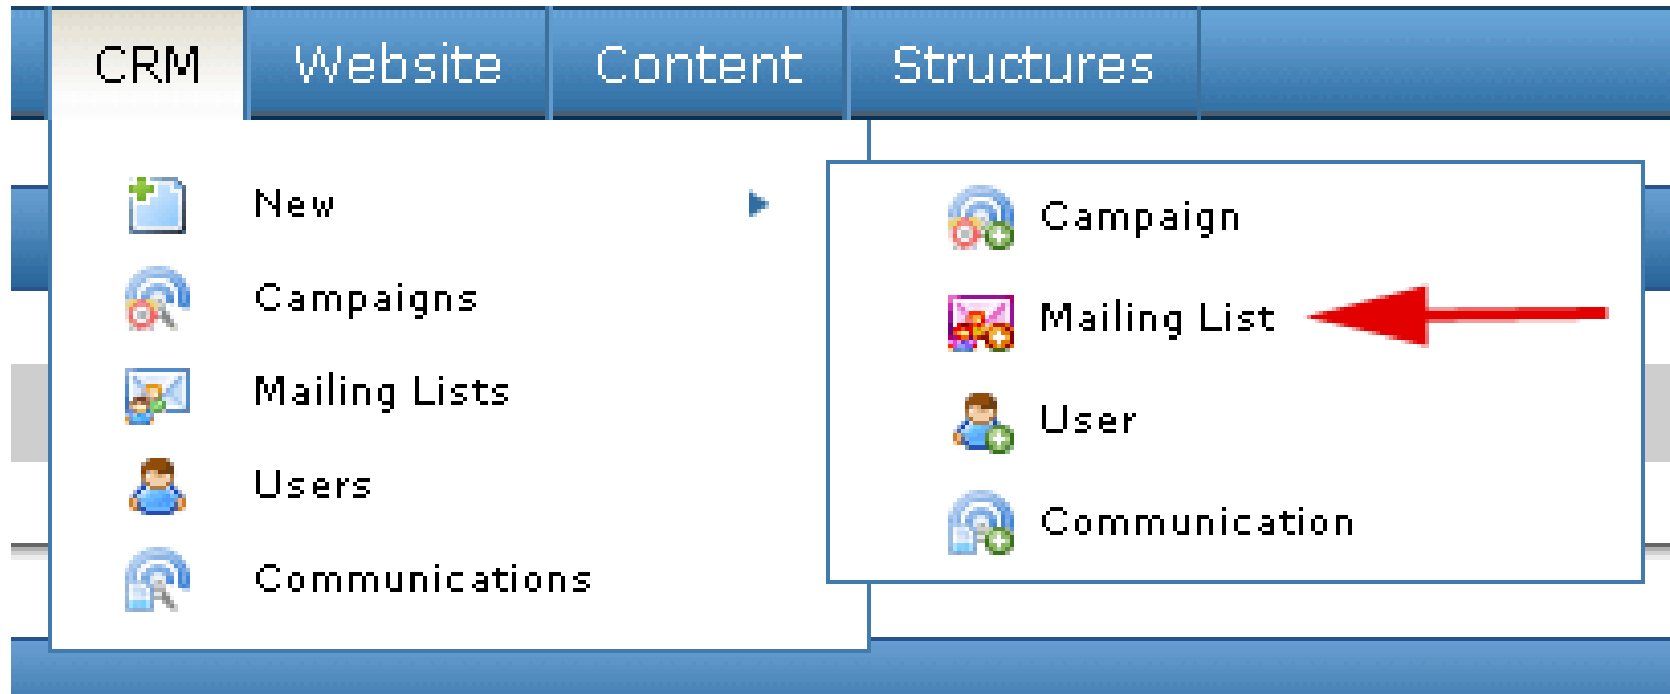 CRM Website Content Structures
New
Campaigns
Mailing Lists
Users
Communications
Campaign
Mailing List
User
Communication